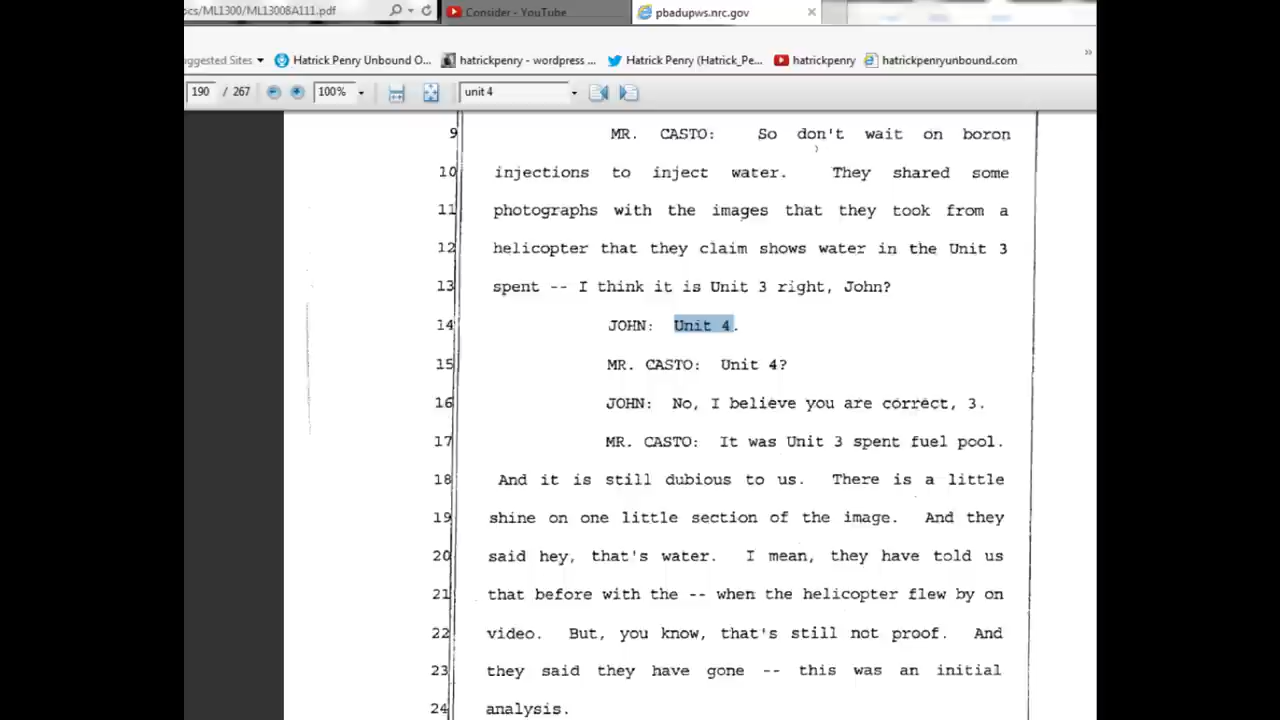 ocs/ML1300/ML13008A111.pdf
Consider - YouTube
pbadupws.nrc.gov
ggested Sites
Hatrick Penry Unbound O...
hatrickpenry - wordpress ...
Hatrick Penry (Hatrick_Pe...
hatrickpenry
hatrickpenryunbound.com
190 / 267
100%
unit 4
9 MR. CASTO: So don't wait on boron
10 injections to inject water. They shared some
11 photographs with the images that they took from a
12 helicopter that they claim shows water in the Unit 3
13 spent -- I think it is Unit 3 right, John?
14 JOHN: Unit 4.
15 MR. CASTO: Unit 4?
16 JOHN: No, I believe you are correct, 3.
17 MR. CASTO: It was Unit 3 spent fuel pool.
18 And it is still dubious to us. There is a little
19 shine on one little section of the image. And they
20 said hey, that's water. I mean, they have told us
21 that before with the -- when the helicopter flew by on
22 video. But, you know, that's still not proof. And
23 they said they have gone -- this was an initial
24 analysis.